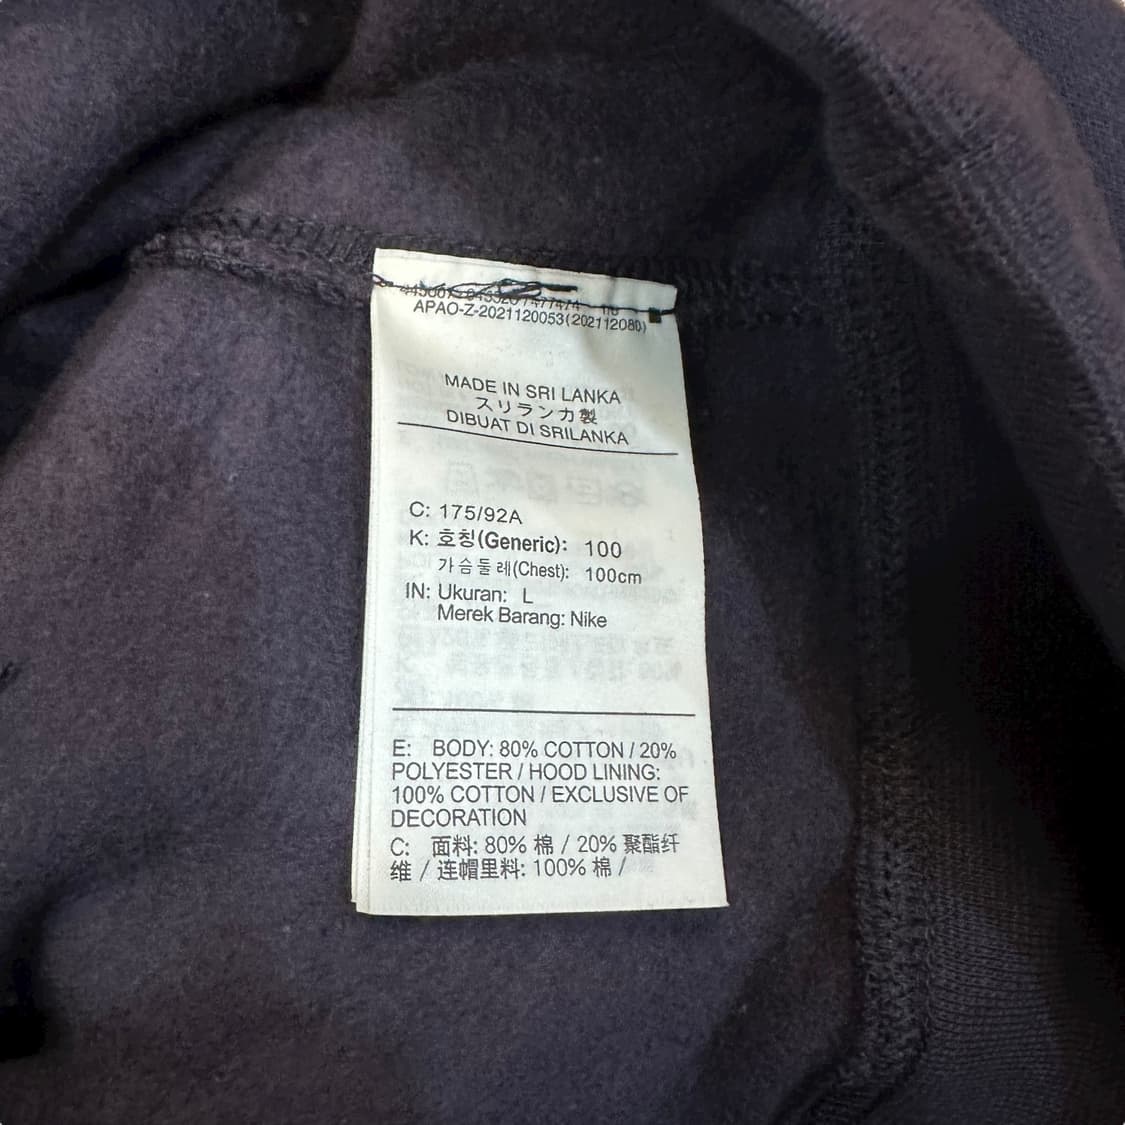 APAO-Z-2021120053(202112080)
MADE IN SRI LANKA
スリランカ製
DIBUAT DI SRILANKA
C: 175/92A
K: 호칭(Generic): 100
가슴둘레(Chest): 100cm
IN: Ukuran: L
Merek Barang: Nike
E: BODY: 80% COTTON / 20%
POLYESTER / HOOD LINING:
100% COTTON / EXCLUSIVE OF
DECORATION
C: 面料: 80% 棉 / 20% 聚酯纤
维 / 连帽里料: 100% 棉 /